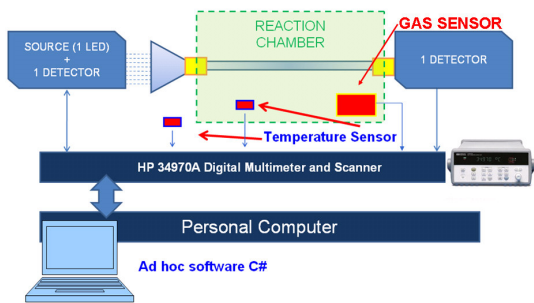 REACTION
CHAMBER
GAS SENSOR
SOURCE (1 LED)
+
1 DETECTOR
1 DETECTOR
Temperature Sensor
HP 34970A Digital Multimeter and Scanner
Personal Computer
Ad hoc software C#